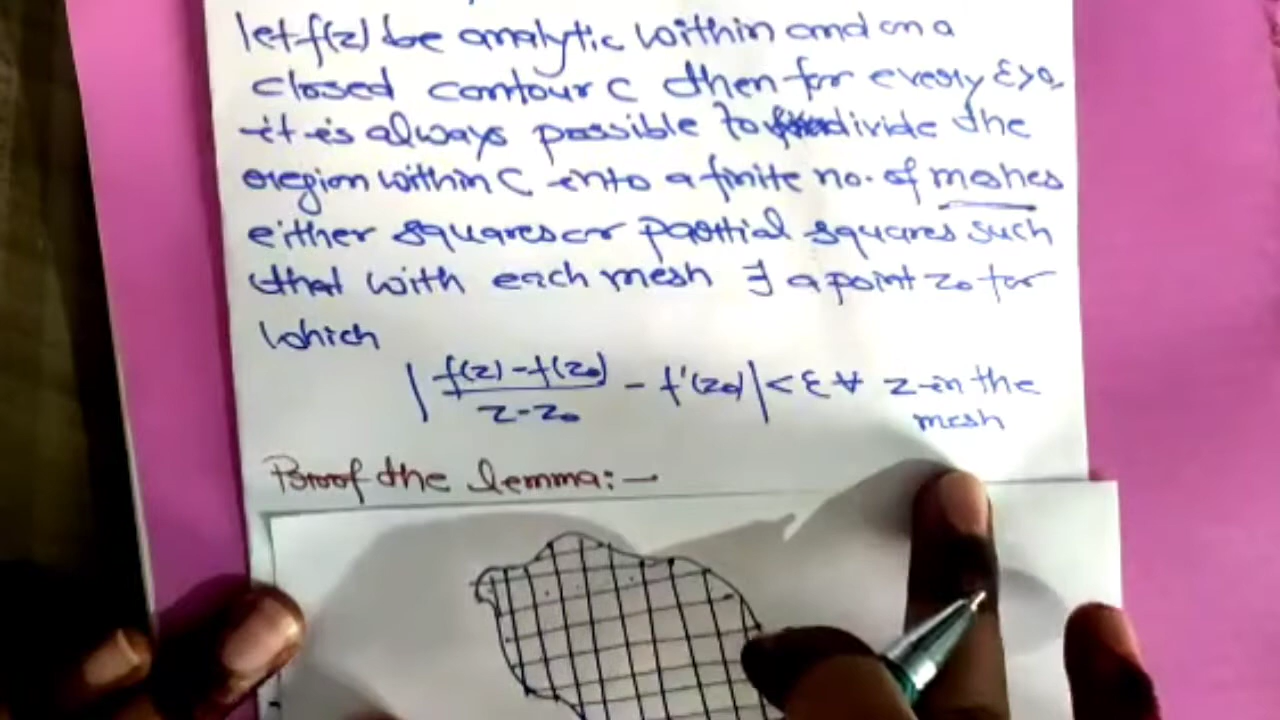 let f(z) be analytic within and on a
closed contour C then for every ε>0,
it is always possible to divide the
region within C into a finite no. of meshes
either squares or partial squares such
that with each mesh ∃ a point z₀ for
which
| f(z) - f(z₀) / z - z₀ - f'(z₀) | < ε ∀ z in the
mesh
Proof the lemma:-